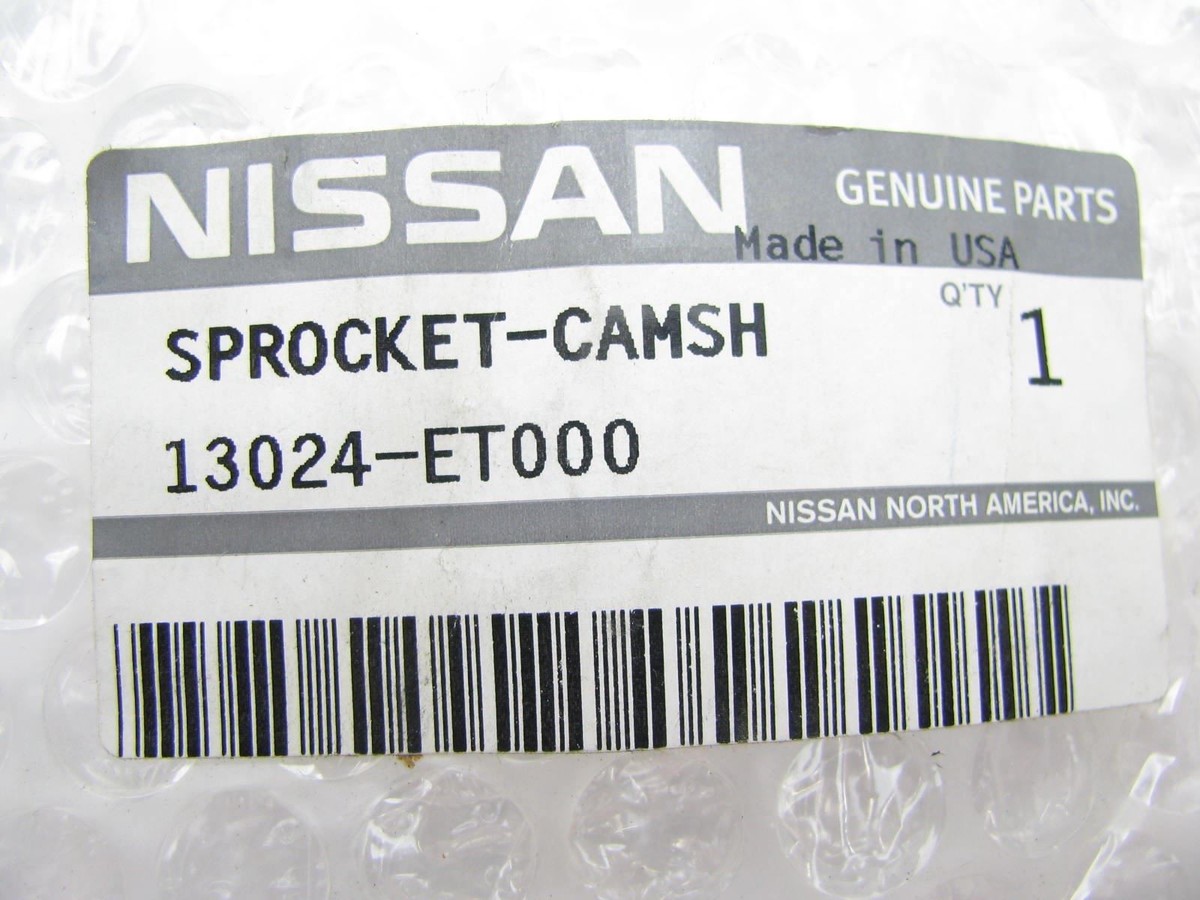 NISSAN GENUINE PARTS
Made in USA
Q'TY
SPROCKET-CAMSH 1
13024-ET000
NISSAN NORTH AMERICA, INC.